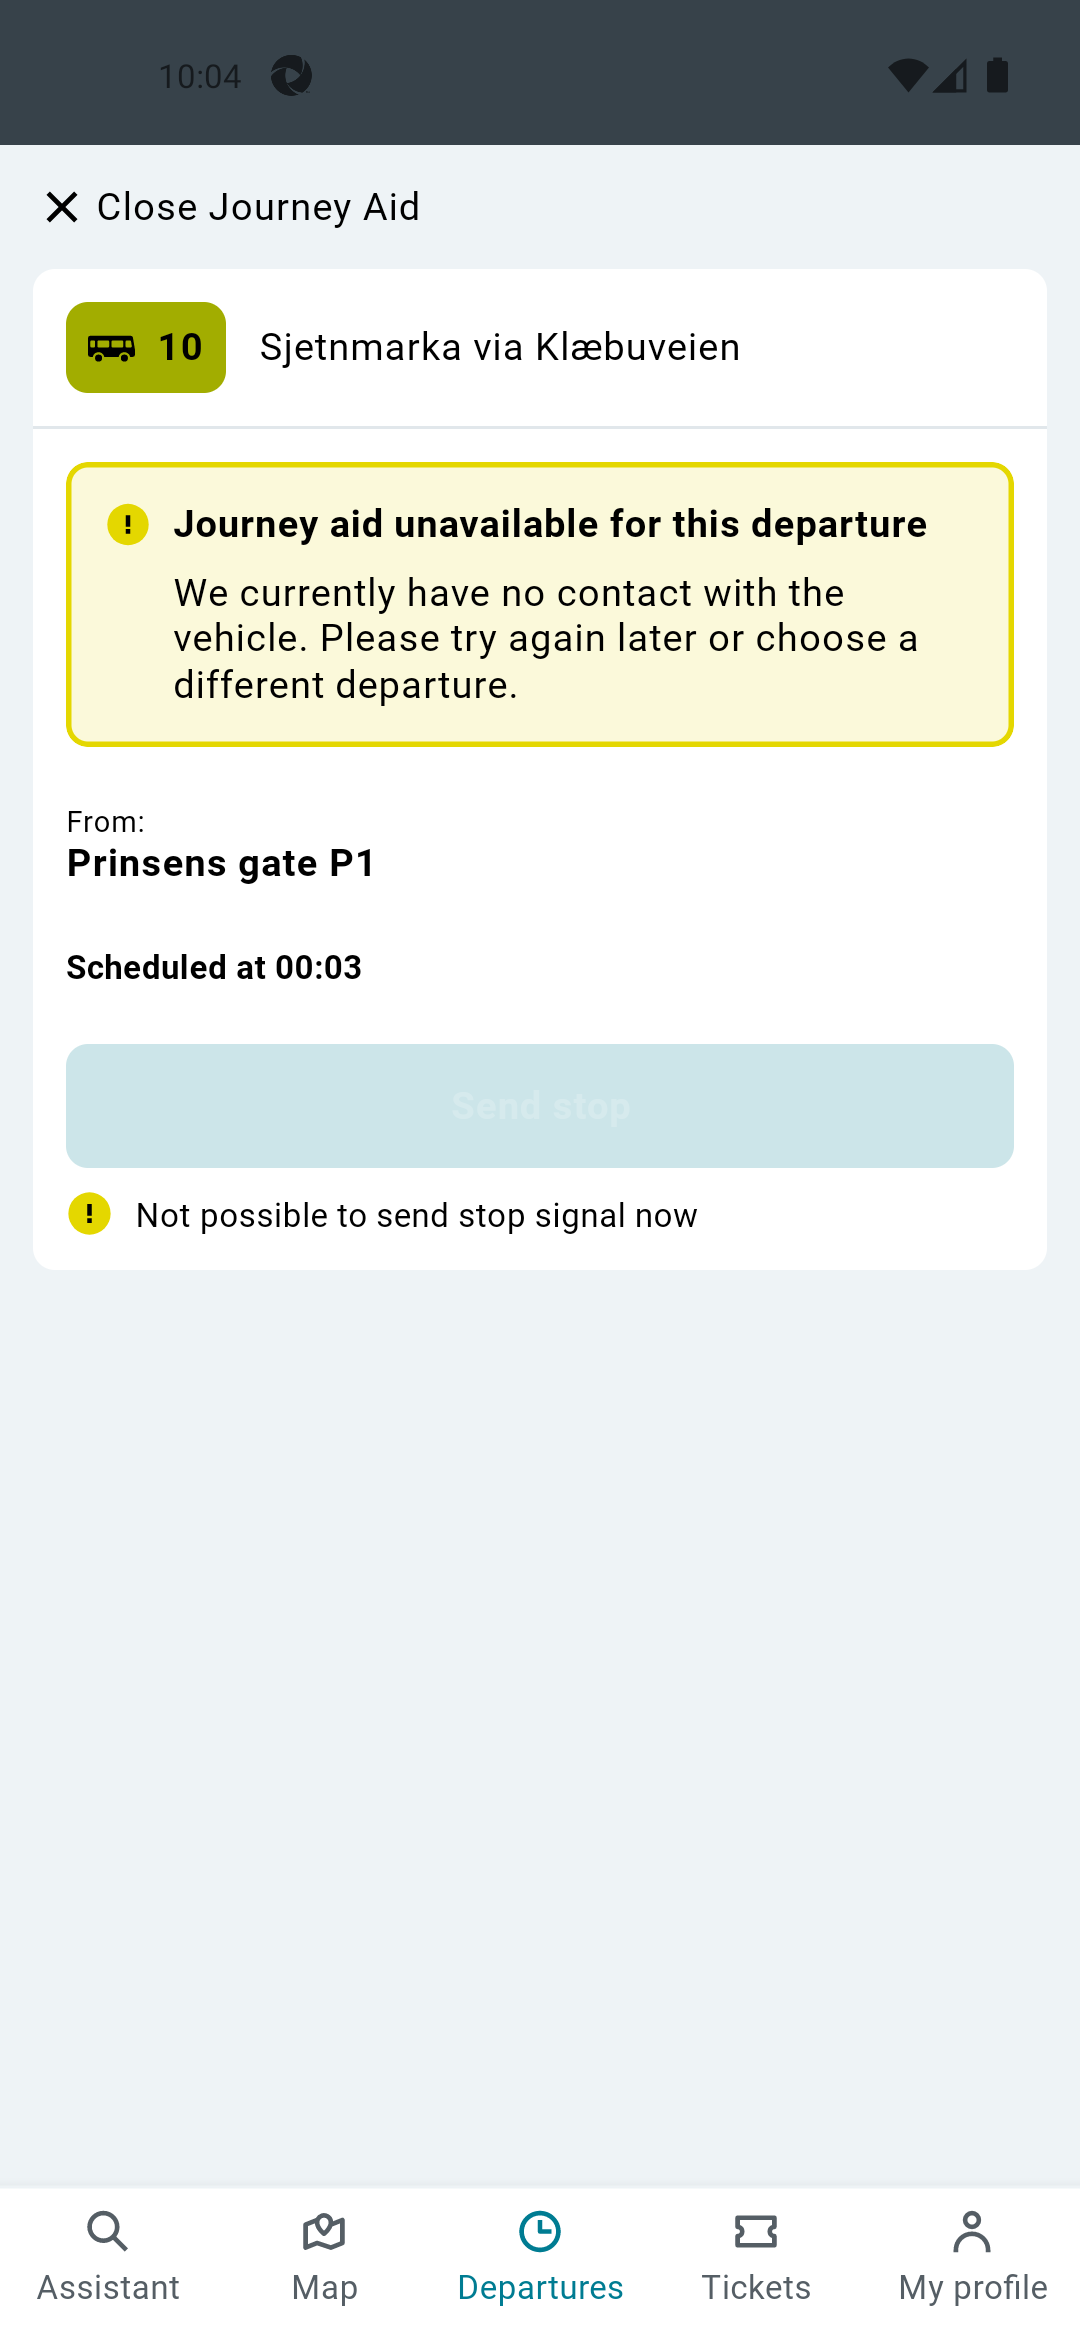 10:04
Close Journey Aid
10
Sjetnmarka via Klæbuveien
Journey aid unavailable for this departure
We currently have no contact with the
vehicle. Please try again later or choose a
different departure.
From:
Prinsens gate P1
Scheduled at 00:03
Send stop
Not possible to send stop signal now
Assistant
Map
Departures
Tickets
My profile